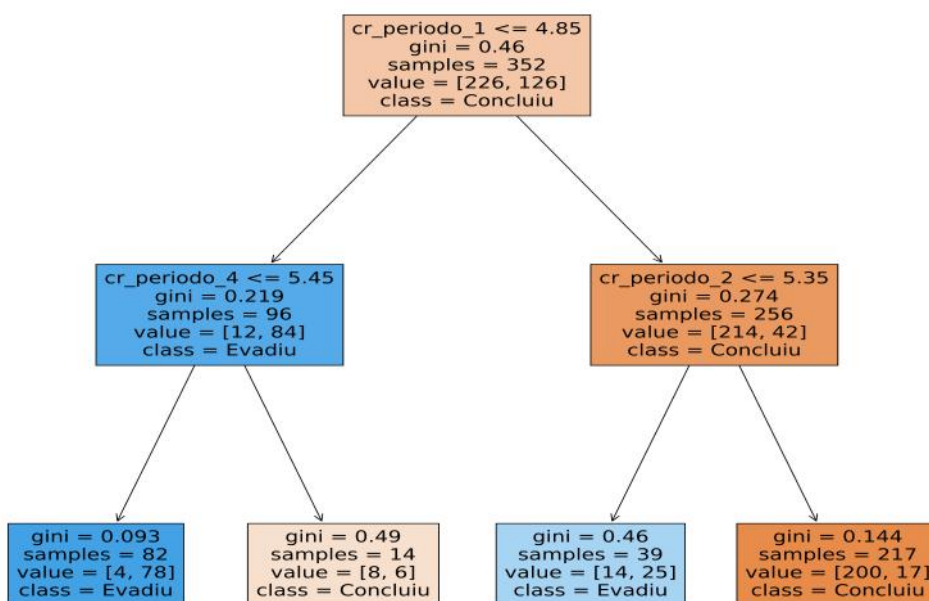 cr_periodo_1 <= 4.85
gini = 0.46
samples = 352
value = [226, 126]
class = Concluiu
cr_periodo_4 <= 5.45
gini = 0.219
samples = 96
value = [12, 84]
class = Evadiu
cr_periodo_2 <= 5.35
gini = 0.274
samples = 256
value = [214, 42]
class = Concluiu
gini = 0.093
samples = 82
value = [4, 78]
class = Evadiu
gini = 0.49
samples = 14
value = [8, 6]
class = Concluiu
gini = 0.46
samples = 39
value = [14, 25]
class = Evadiu
gini = 0.144
samples = 217
value = [200, 17]
class = Concluiu